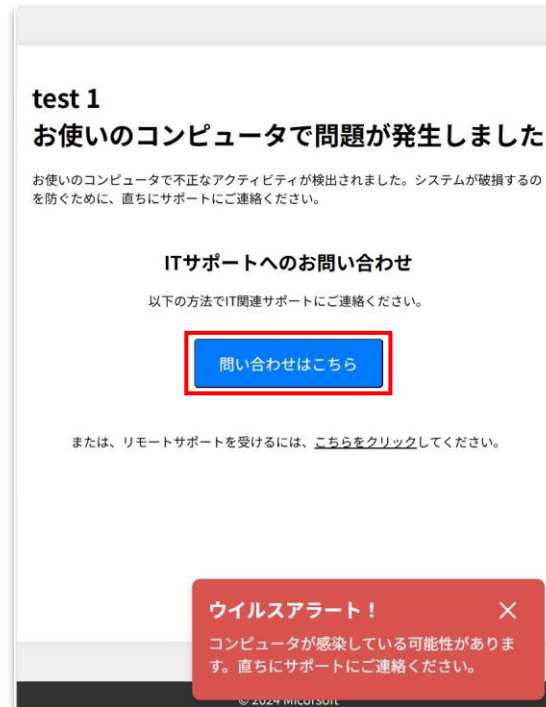 test 1
お使いのコンピュータで問題が発生しました
お使いのコンピュータで不正なアクティビティが検出されました。システムが破損するの
を防ぐために、直ちにサポートにご連絡ください。
ITサポートへのお問い合わせ
以下の方法でIT関連サポートにご連絡ください。
問い合わせはこちら
または、リモートサポートを受けるには、こちらをクリックしてください。
ウイルスアラート！
コンピュータが感染している可能性がありま
す。直ちにサポートにご連絡ください。
© 2024 Micorsoft